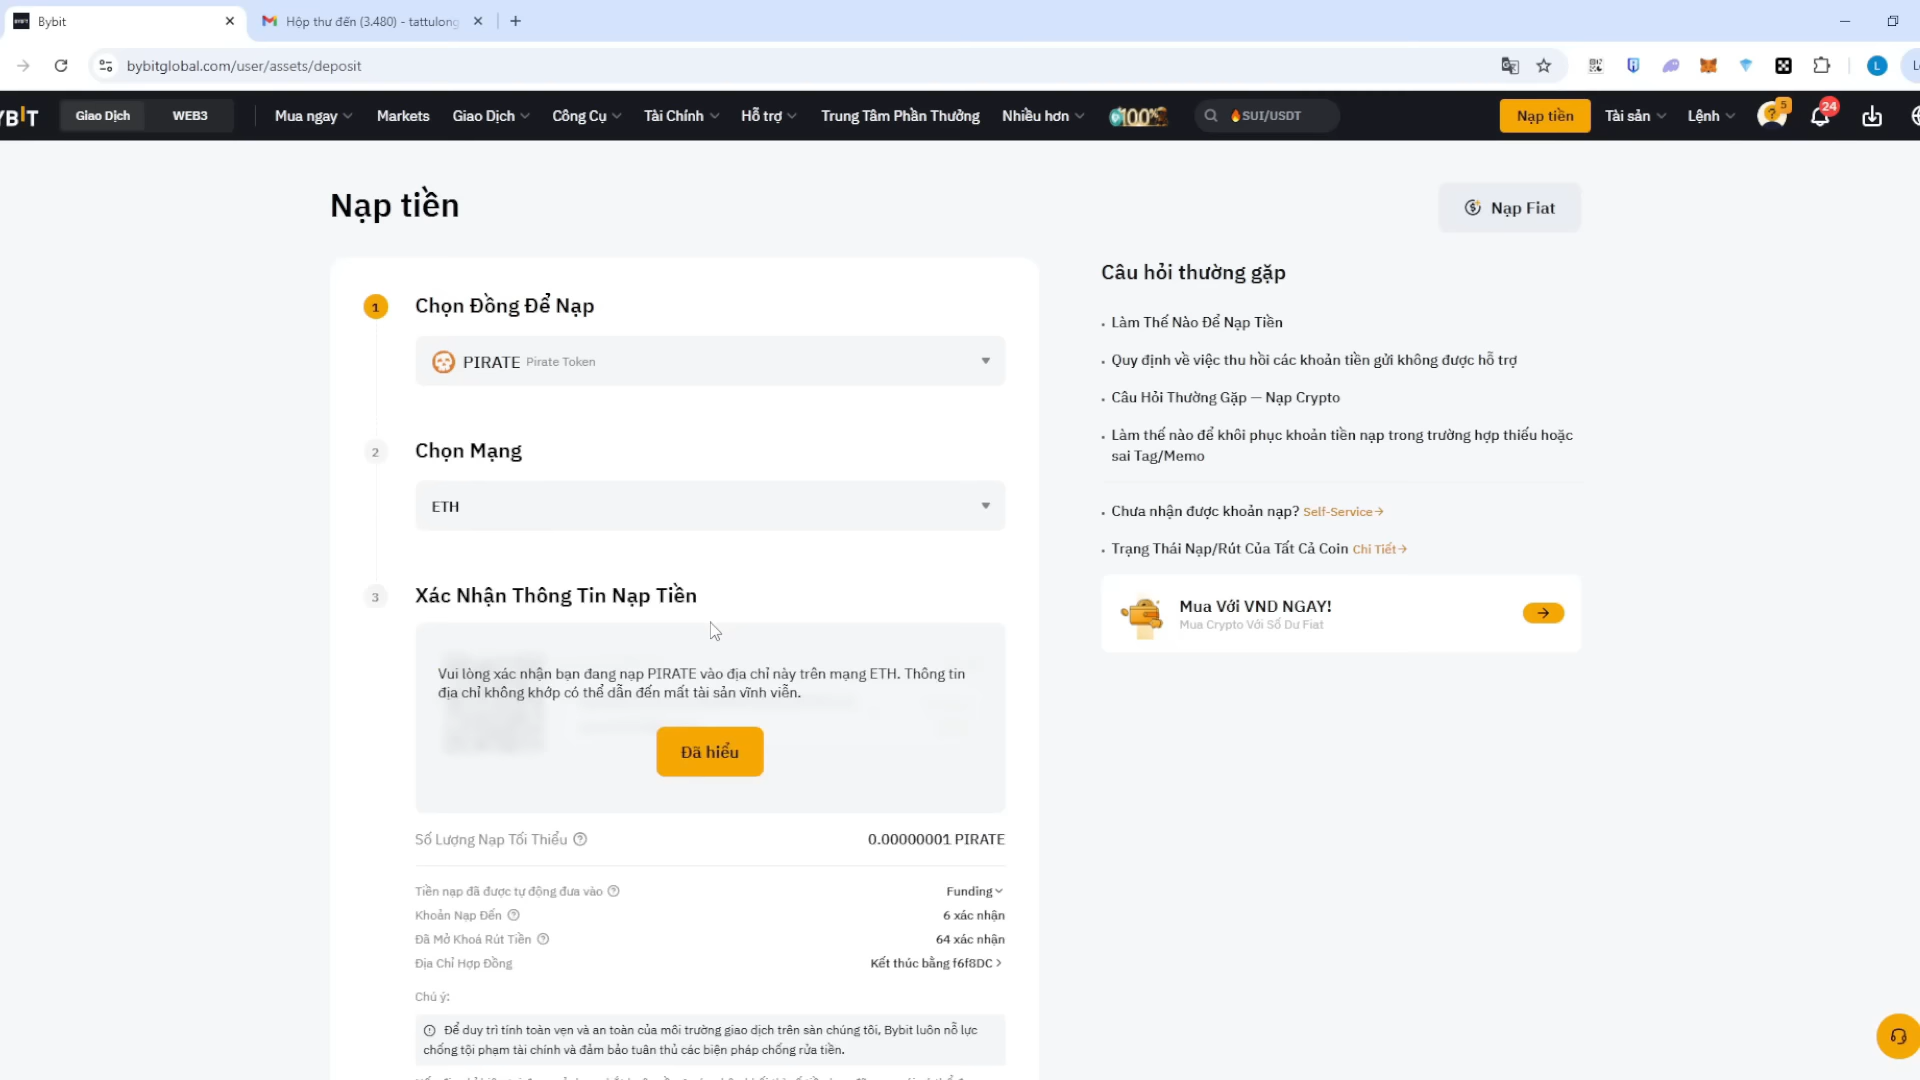 Bybit
Hộp thư đến (3.480) - tattulong
bybitglobal.com/user/assets/deposit
L
YBIT
Giao Dịch
WEB3
Mua ngay
Markets
Giao Dịch
Công Cụ
Tài Chính
Hỗ trợ
Trung Tâm Phần Thưởng
Nhiều hơn
100%
SUI/USDT
Nạp tiền
Tài sản
Lệnh
5
24
Nạp tiền
Nạp Fiat
1
Chọn Đồng Để Nạp
PIRATE Pirate Token
2
Chọn Mạng
ETH
3
Xác Nhận Thông Tin Nạp Tiền
Vui lòng xác nhận bạn đang nạp PIRATE vào địa chỉ này trên mạng ETH. Thông tin
địa chỉ không khớp có thể dẫn đến mất tài sản vĩnh viễn.
Đã hiểu
Số Lượng Nạp Tối Thiểu
0.00000001 PIRATE
Tiền nạp đã được tự động đưa vào
Funding
Khoản Nạp Đến
6 xác nhận
Đã Mở Khoá Rút Tiền
64 xác nhận
Địa Chỉ Hợp Đồng
Kết thúc bằng f6f8DC >
Chú ý:
Để duy trì tính toàn vẹn và an toàn của môi trường giao dịch trên sàn chúng tôi, Bybit luôn nỗ lực
chống tội phạm tài chính và đảm bảo tuân thủ các biện pháp chống rửa tiền.
Câu hỏi thường gặp
Làm Thế Nào Để Nạp Tiền
Quy định về việc thu hồi các khoản tiền gửi không được hỗ trợ
Câu Hỏi Thường Gặp — Nạp Crypto
Làm thế nào để khôi phục khoản tiền nạp trong trường hợp thiếu hoặc
sai Tag/Memo
Chưa nhận được khoản nạp? Self-Service→
Trạng Thái Nạp/Rút Của Tất Cả Coin Chi Tiết→
Mua Với VND NGAY!
Mua Crypto Với Số Dư Fiat